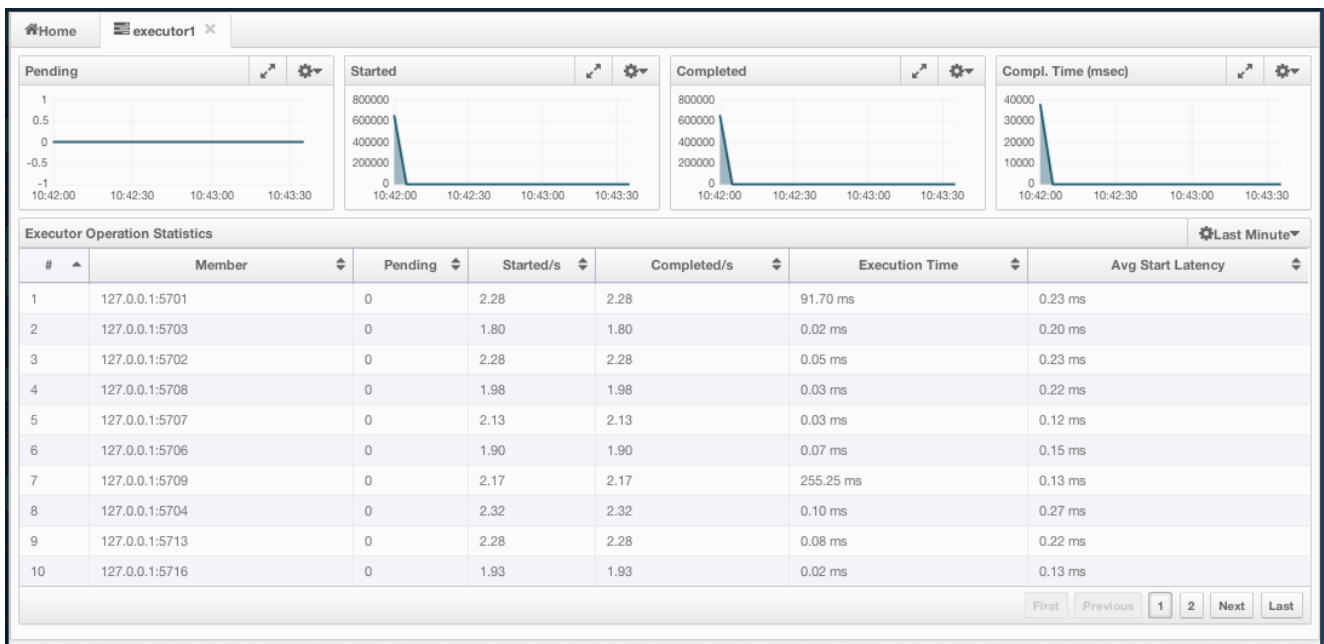 Home executor1
Pending Started Completed Compl. Time (msec)
1
0.5
0
-0.5
-1
10:42:00 10:42:30 10:43:00 10:43:30
800000
600000
400000
200000
0
10:42:00 10:42:30 10:43:00 10:43:30
800000
600000
400000
200000
0
10:42:00 10:42:30 10:43:00 10:43:30
40000
30000
20000
10000
0
10:42:00 10:42:30 10:43:00 10:43:30
Executor Operation Statistics Last Minute
# Member Pending Started/s Completed/s Execution Time Avg Start Latency
1 127.0.0.1:5701 0 2.28 2.28 91.70 ms 0.23 ms
2 127.0.0.1:5703 0 1.80 1.80 0.02 ms 0.20 ms
3 127.0.0.1:5702 0 2.28 2.28 0.05 ms 0.23 ms
4 127.0.0.1:5708 0 1.98 1.98 0.03 ms 0.22 ms
5 127.0.0.1:5707 0 2.13 2.13 0.03 ms 0.12 ms
6 127.0.0.1:5706 0 1.90 1.90 0.07 ms 0.15 ms
7 127.0.0.1:5709 0 2.17 2.17 255.25 ms 0.13 ms
8 127.0.0.1:5704 0 2.32 2.32 0.10 ms 0.27 ms
9 127.0.0.1:5713 0 2.28 2.28 0.08 ms 0.22 ms
10 127.0.0.1:5716 0 1.93 1.93 0.02 ms 0.13 ms
First Previous 1 2 Next Last